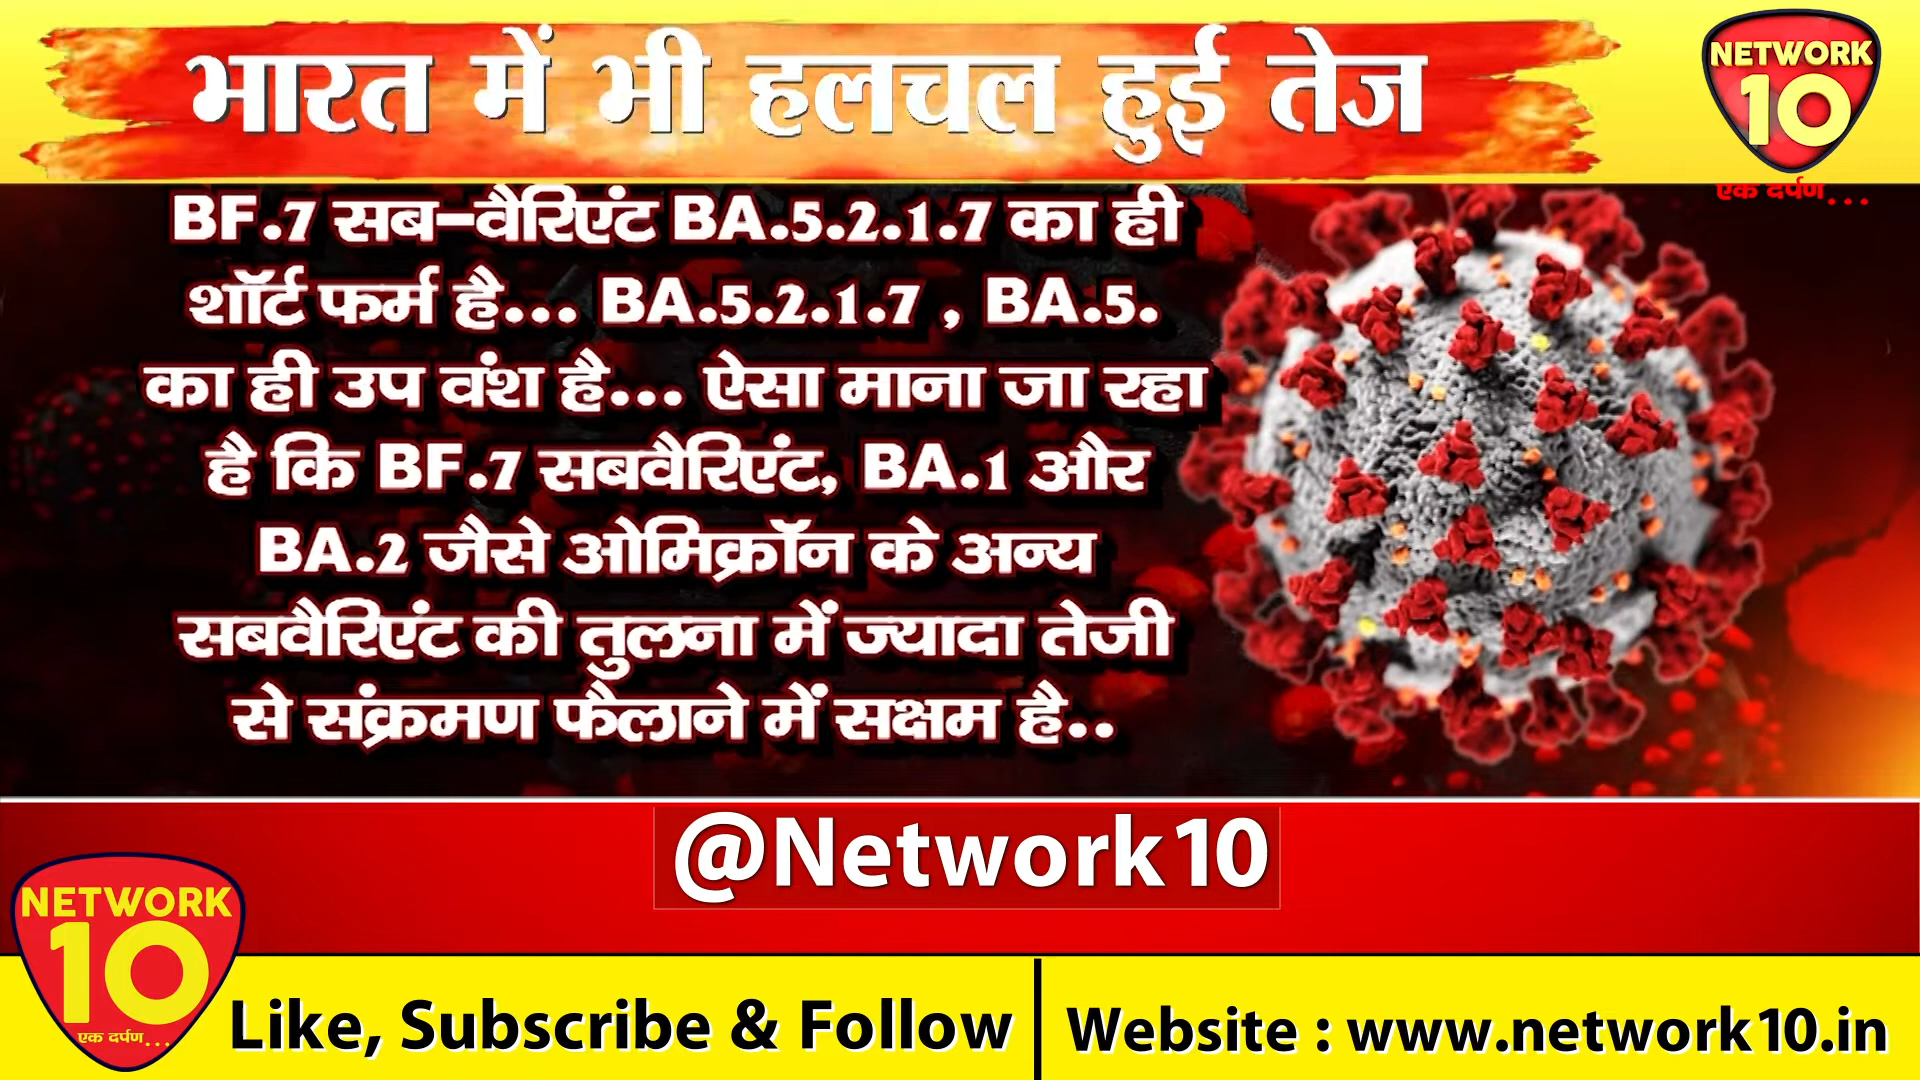 भारत में भी हलचल हुई तेज
NETWORK
10
एक दर्पण...
BF.7 सब-वैरिएंट BA.5.2.1.7 का ही
शॉर्ट फर्म है... BA.5.2.1.7 , BA.5.
का ही उप वंश है... ऐसा माना जा रहा
है कि BF.7 सबवैरिएंट, BA.1 और
BA.2 जैसे ओमिक्रॉन के अन्य
सबवैरिएंट की तुलना में ज्यादा तेजी
से संक्रमण फैलाने में सक्षम है..
@Network10
NETWORK
10
एक दर्पण...
Like, Subscribe & Follow
Website : www.network10.in